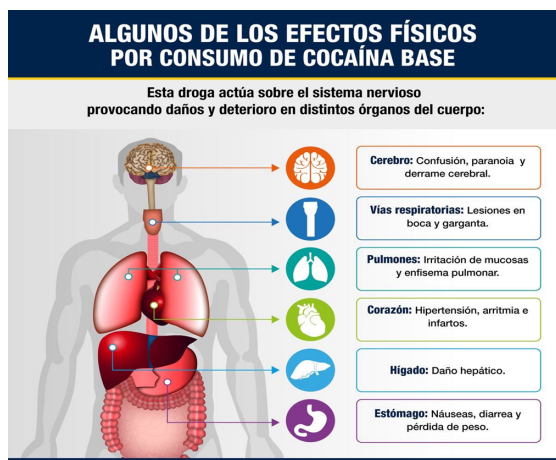 ALGUNOS DE LOS EFECTOS FÍSICOS
POR CONSUMO DE COCAÍNA BASE
Esta droga actúa sobre el sistema nervioso
provocando daños y deterioro en distintos órganos del cuerpo:
Cerebro: Confusión, paranoia y
derrame cerebral.
Vías respiratorias: Lesiones en
boca y garganta.
Pulmones: Irritación de mucosas
y enfisema pulmonar.
Corazón: Hipertensión, arritmia e
infartos.
Hígado: Daño hepático.
Estómago: Náuseas, diarrea y
pérdida de peso.